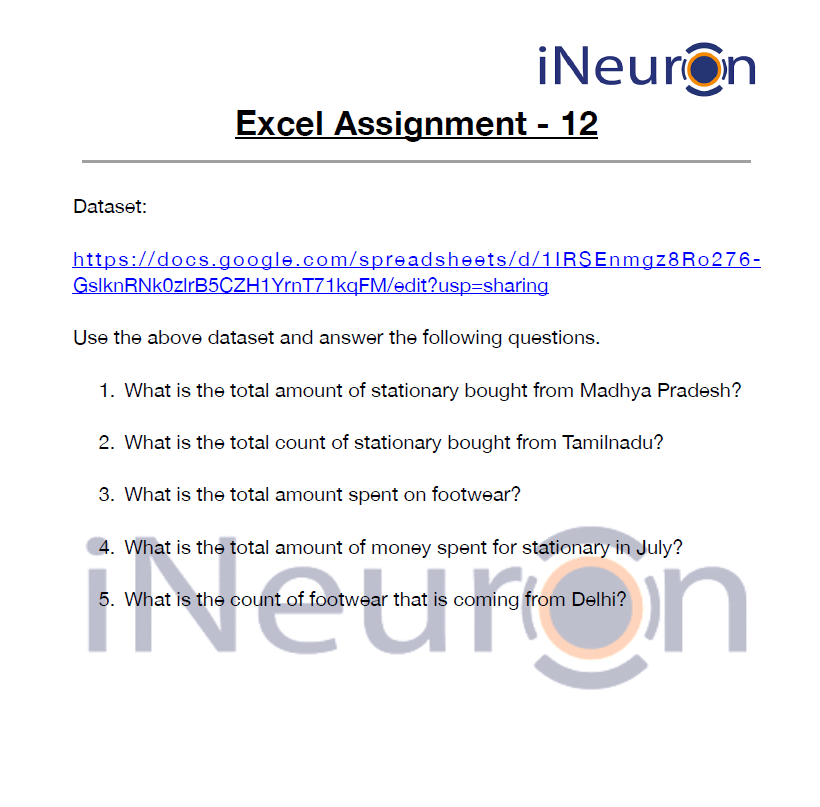 iNeuron
Excel Assignment - 12
Dataset:
https://docs.google.com/spreadsheets/d/1IRSEnmgz8Ro276-
GslknRNk0zlrB5CZH1YrnT71kqFM/edit?usp=sharing
Use the above dataset and answer the following questions.
1. What is the total amount of stationary bought from Madhya Pradesh?
2. What is the total count of stationary bought from Tamilnadu?
3. What is the total amount spent on footwear?
4. What is the total amount of money spent for stationary in July?
5. What is the count of footwear that is coming from Delhi?
iNeuron